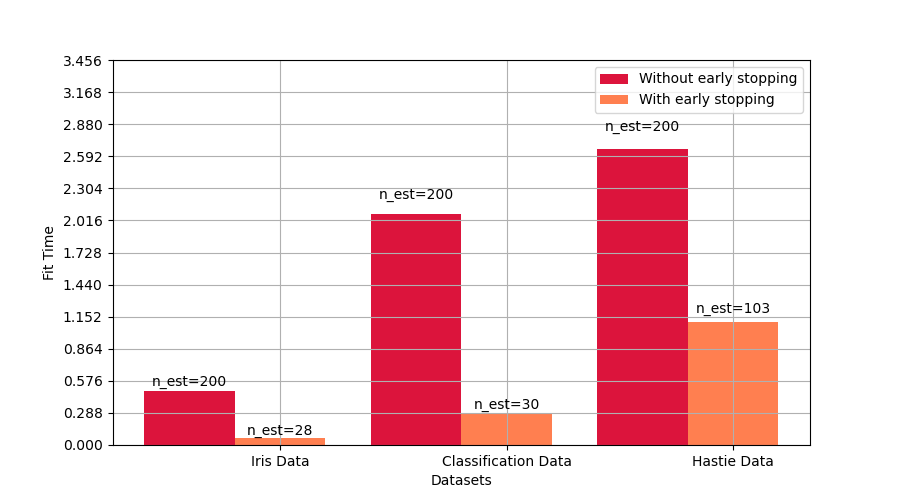 3.456
3.168
2.880
2.592
2.304
2.016
1.728
1.440
1.152
0.864
0.576
0.288
0.000
Fit Time
Without early stopping
With early stopping
n_est=200
n_est=200
n_est=103
n_est=200
n_est=30
n_est=28
Iris Data
Classification Data
Hastie Data
Datasets